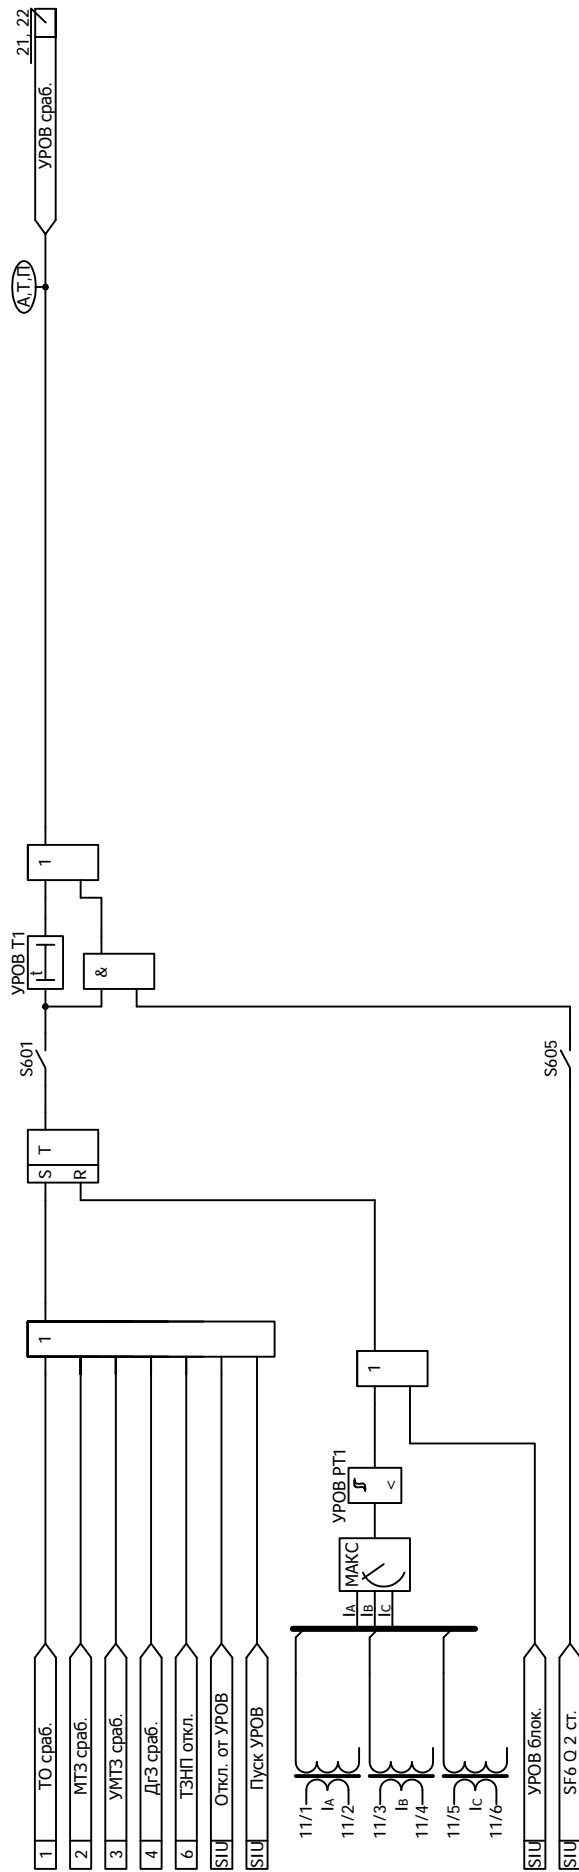 1 ТО сраб.
2 МТЗ сраб.
3 УМТЗ сраб.
4 ДгЗ сраб.
6 ТЗНП откл.
SIU Откл. от УРОВ
SIU Пуск УРОВ
1
S T
R
S601
УРОВ T1
t
&
1
А,Т,П
УРОВ сраб.
21, 22
11/1
IA
11/2
11/3
IB
11/4
11/5
IC
11/6
IA
IB
IC
МАКС
УРОВ РТ1
<
1
SIU УРОВ блок.
SIU SF6 Q 2 ст.
S605